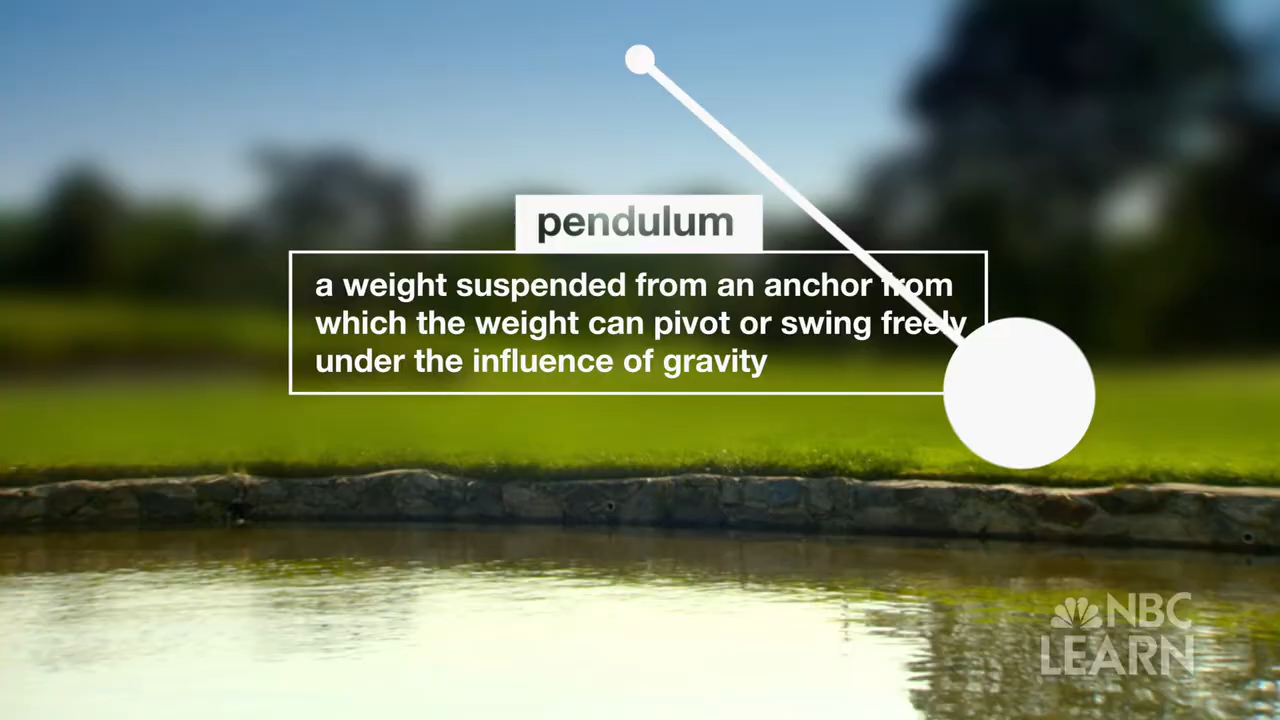 pendulum
a weight suspended from an anchor from
which the weight can pivot or swing freely
under the influence of gravity
NBC
LEARN